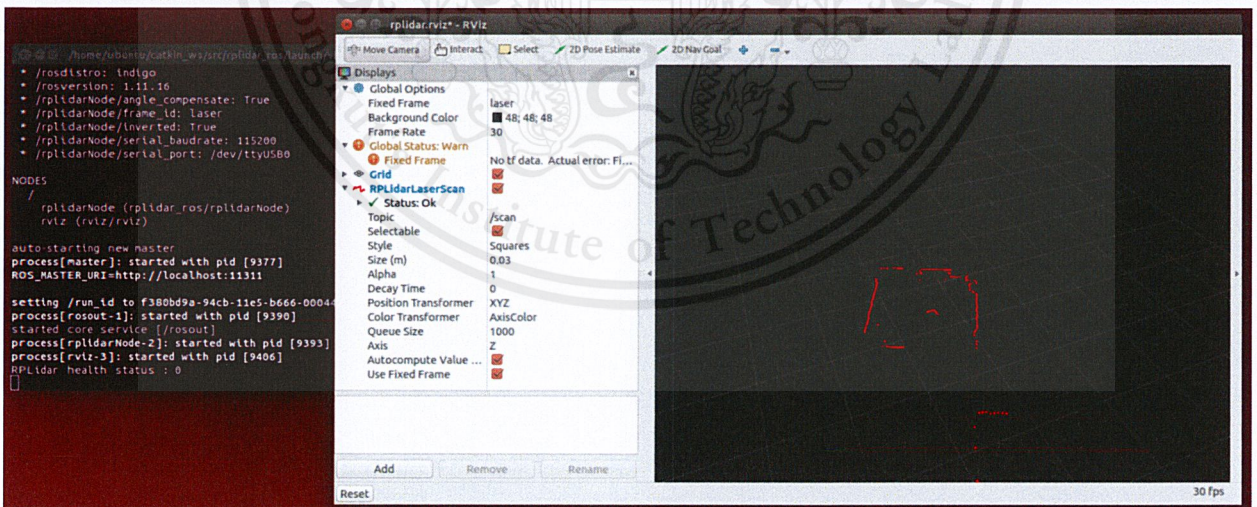 /home/ubuntu/catkin_ws/src/rplidar_ros/launch/
* /rosdistro: indigo
* /rosversion: 1.11.16
* /rplidarNode/angle_compensate: True
* /rplidarNode/frame_id: laser
* /rplidarNode/inverted: True
* /rplidarNode/serial_baudrate: 115200
* /rplidarNode/serial_port: /dev/ttyUSB0
NODES
/
rplidarNode (rplidar_ros/rplidarNode)
rviz (rviz/rviz)
auto-starting new master
process[master]: started with pid [9377]
ROS_MASTER_URI=http://localhost:11311
setting /run_id to f380bd9a-94cb-11e5-b666-00044
process[rosout-1]: started with pid [9390]
started core service [/rosout]
process[rplidarNode-2]: started with pid [9393]
process[rviz-3]: started with pid [9406]
RPLidar health status : 0
rplidar.rviz* - RViz
Move Camera Interact Select 2D Pose Estimate 2D Nav Goal
Displays
Global Options
Fixed Frame laser
Background Color 48; 48; 48
Frame Rate 30
Global Status: Warn
Fixed Frame No tf data. Actual error: Fi...
Grid
RPLidarLaserScan
Status: Ok
Topic /scan
Selectable
Style Squares
Size (m) 0.03
Alpha 1
Decay Time 0
Position Transformer XYZ
Color Transformer AxisColor
Queue Size 1000
Axis Z
Autocompute Value ...
Use Fixed Frame
Add Remove Rename
Reset
30 fps
Institute of Technology